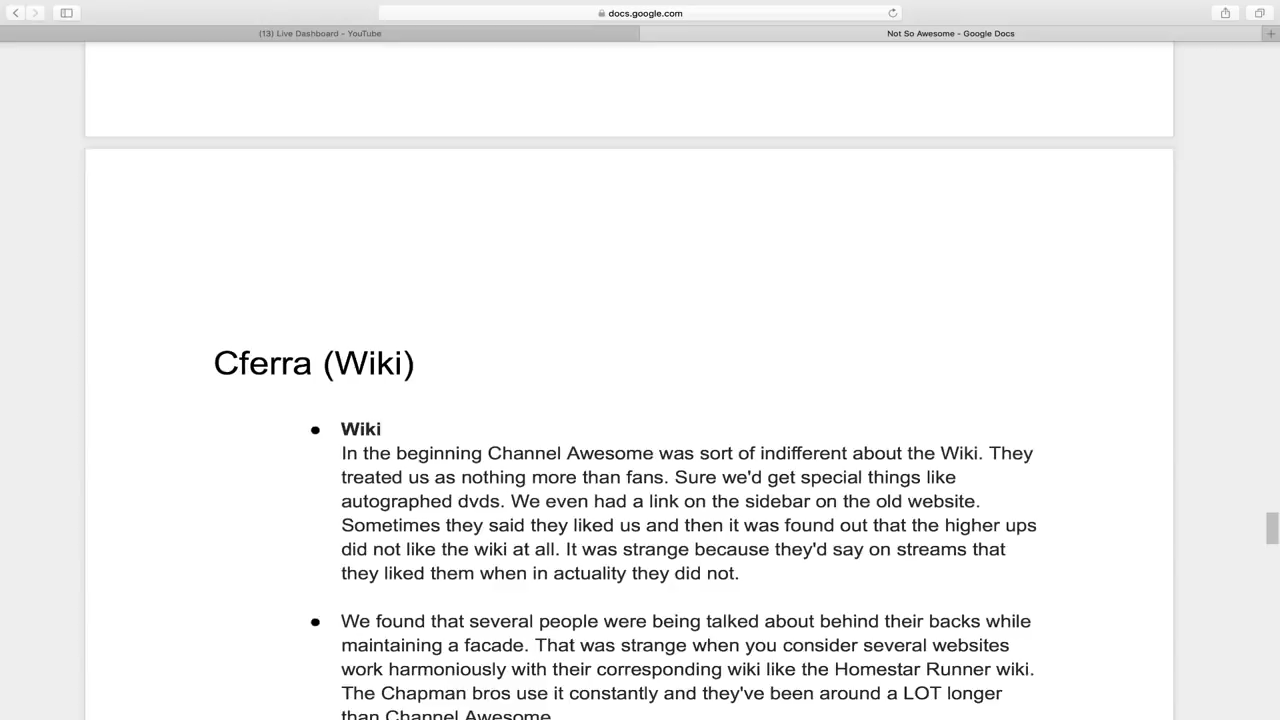 docs.google.com
(13) Live Dashboard - YouTube
Not So Awesome - Google Docs
Cferra (Wiki)
● Wiki
In the beginning Channel Awesome was sort of indifferent about the Wiki. They
treated us as nothing more than fans. Sure we'd get special things like
autographed dvds. We even had a link on the sidebar on the old website.
Sometimes they said they liked us and then it was found out that the higher ups
did not like the wiki at all. It was strange because they'd say on streams that
they liked them when in actuality they did not.
● We found that several people were being talked about behind their backs while
maintaining a facade. That was strange when you consider several websites
work harmoniously with their corresponding wiki like the Homestar Runner wiki.
The Chapman bros use it constantly and they've been around a LOT longer
than Channel Awesome.